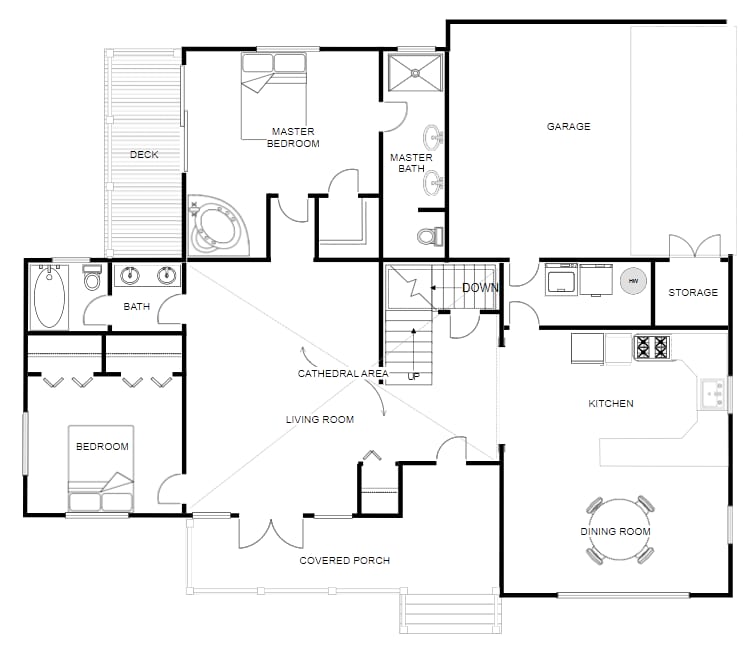 GARAGE
MASTER
BEDROOM
DECK
MASTER
BATH
DOWN
HW
STORAGE
BATH
CATHEDRAL AREA
UP
KITCHEN
LIVING ROOM
BEDROOM
DINING ROOM
COVERED PORCH